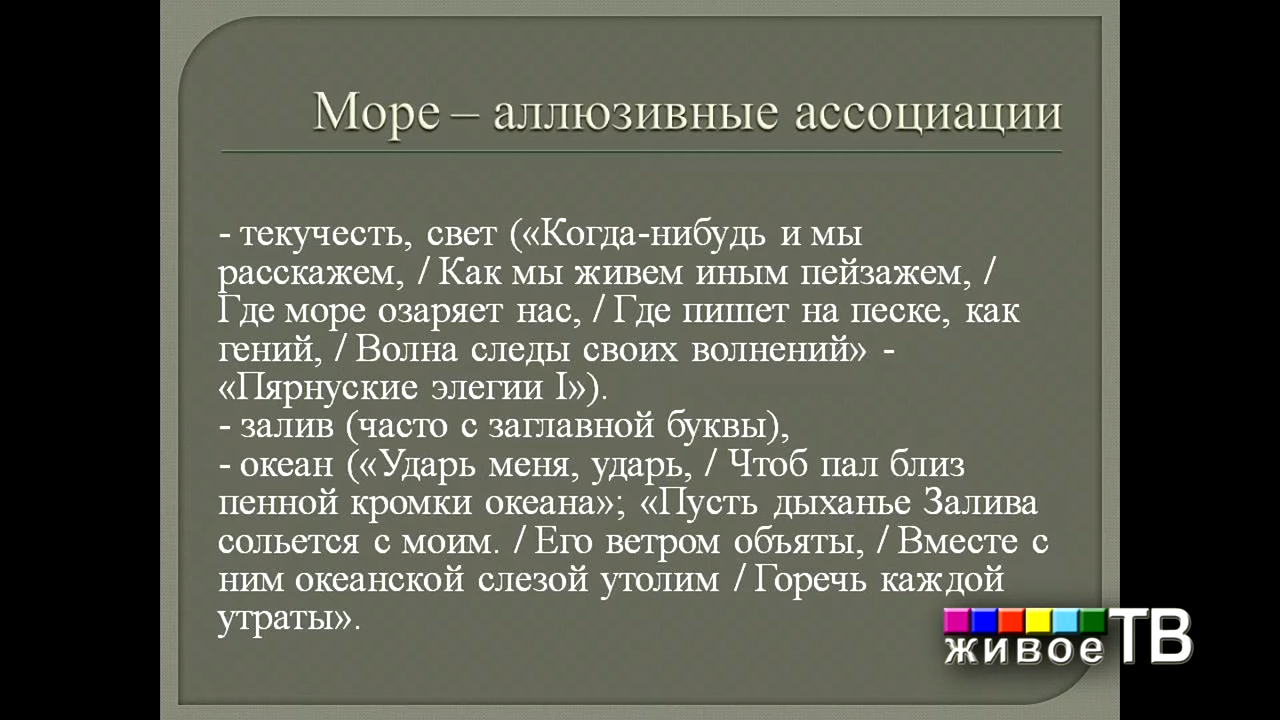 Море – аллюзивные ассоциации
- текучесть, свет («Когда-нибудь и мы
расскажем, / Как мы живем иным пейзажем, /
Где море озаряет нас, / Где пишет на песке, как
гений, / Волна следы своих волнений» -
«Пярнуские элегии I»).
- залив (часто с заглавной буквы),
- океан («Ударь меня, ударь, / Чтоб пал близ
пенной кромки океана»; «Пусть дыханье Залива
сольется с моим. / Его ветром объяты, / Вместе с
ним океанской слезой утолим / Горечь каждой
утраты».
живоеТВ